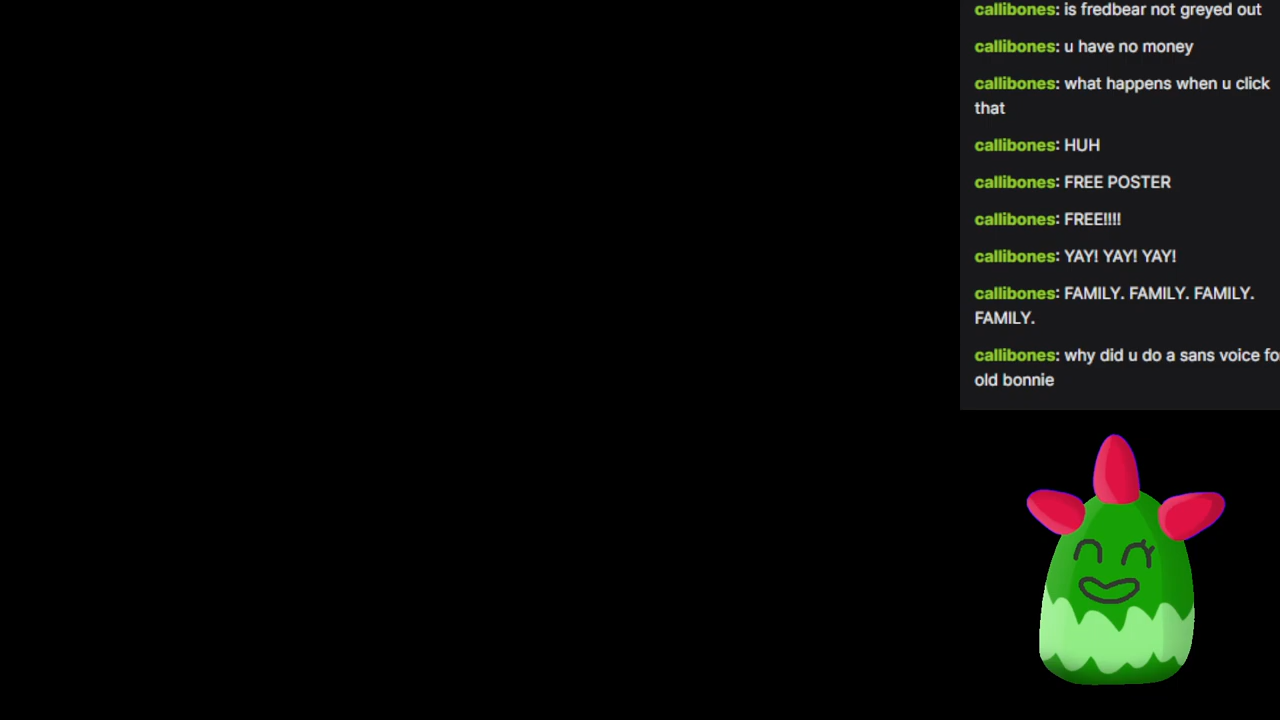 callibones: is fredbear not greyed out
callibones: u have no money
callibones: what happens when u click
that
callibones: HUH
callibones: FREE POSTER
callibones: FREE!!!!
callibones: YAY! YAY! YAY!
callibones: FAMILY. FAMILY. FAMILY.
FAMILY.
callibones: why did u do a sans voice fo
old bonnie